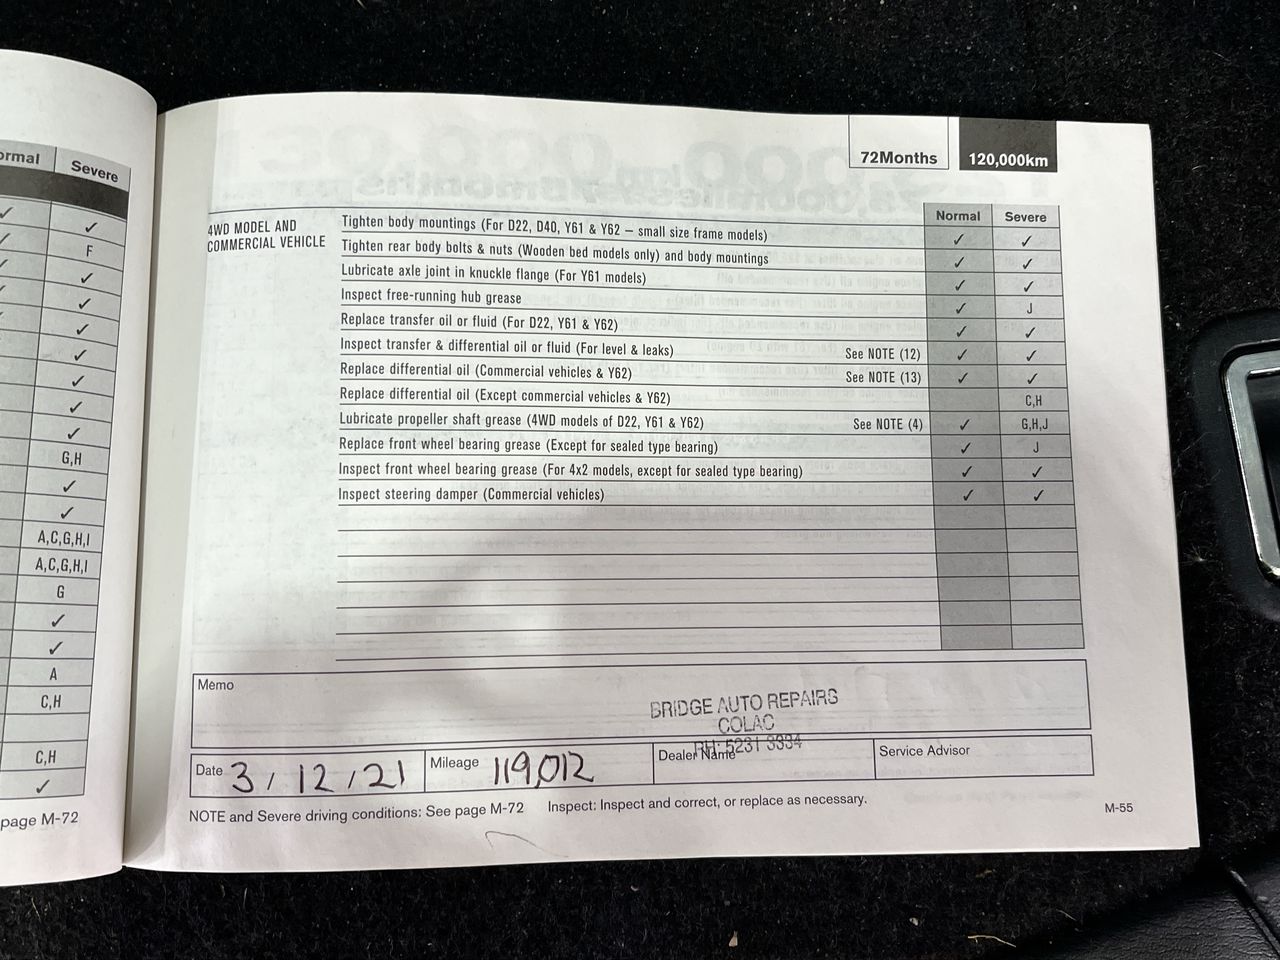 ormal Severe
✓ ✓
✓ F
✓ ✓
✓ ✓
✓
✓
✓
✓
✓
G,H
✓
✓
A,C,G,H,I
A,C,G,H,I
G
✓
✓
A
C,H
C,H
✓
page M-72
72Months 120,000km
Normal Severe
4WD MODEL AND
COMMERCIAL VEHICLE
Tighten body mountings (For D22, D40, Y61 & Y62 – small size frame models) ✓ ✓
Tighten rear body bolts & nuts (Wooden bed models only) and body mountings ✓ ✓
Lubricate axle joint in knuckle flange (For Y61 models) ✓ ✓
Inspect free-running hub grease ✓ J
Replace transfer oil or fluid (For D22, Y61 & Y62) ✓ ✓
Inspect transfer & differential oil or fluid (For level & leaks) See NOTE (12) ✓ ✓
Replace differential oil (Commercial vehicles & Y62) See NOTE (13) ✓ ✓
Replace differential oil (Except commercial vehicles & Y62) C,H
Lubricate propeller shaft grease (4WD models of D22, Y61 & Y62) See NOTE (4) ✓ G,H,J
Replace front wheel bearing grease (Except for sealed type bearing) ✓ J
Inspect front wheel bearing grease (For 4x2 models, except for sealed type bearing) ✓ ✓
Inspect steering damper (Commercial vehicles) ✓ ✓
Memo
BRIDGE AUTO REPAIRS
COLAC
PH: 5231 3334
Date 3/12/21 Mileage 119,012 Dealer Name Service Advisor
NOTE and Severe driving conditions: See page M-72 Inspect: Inspect and correct, or replace as necessary.
M-55